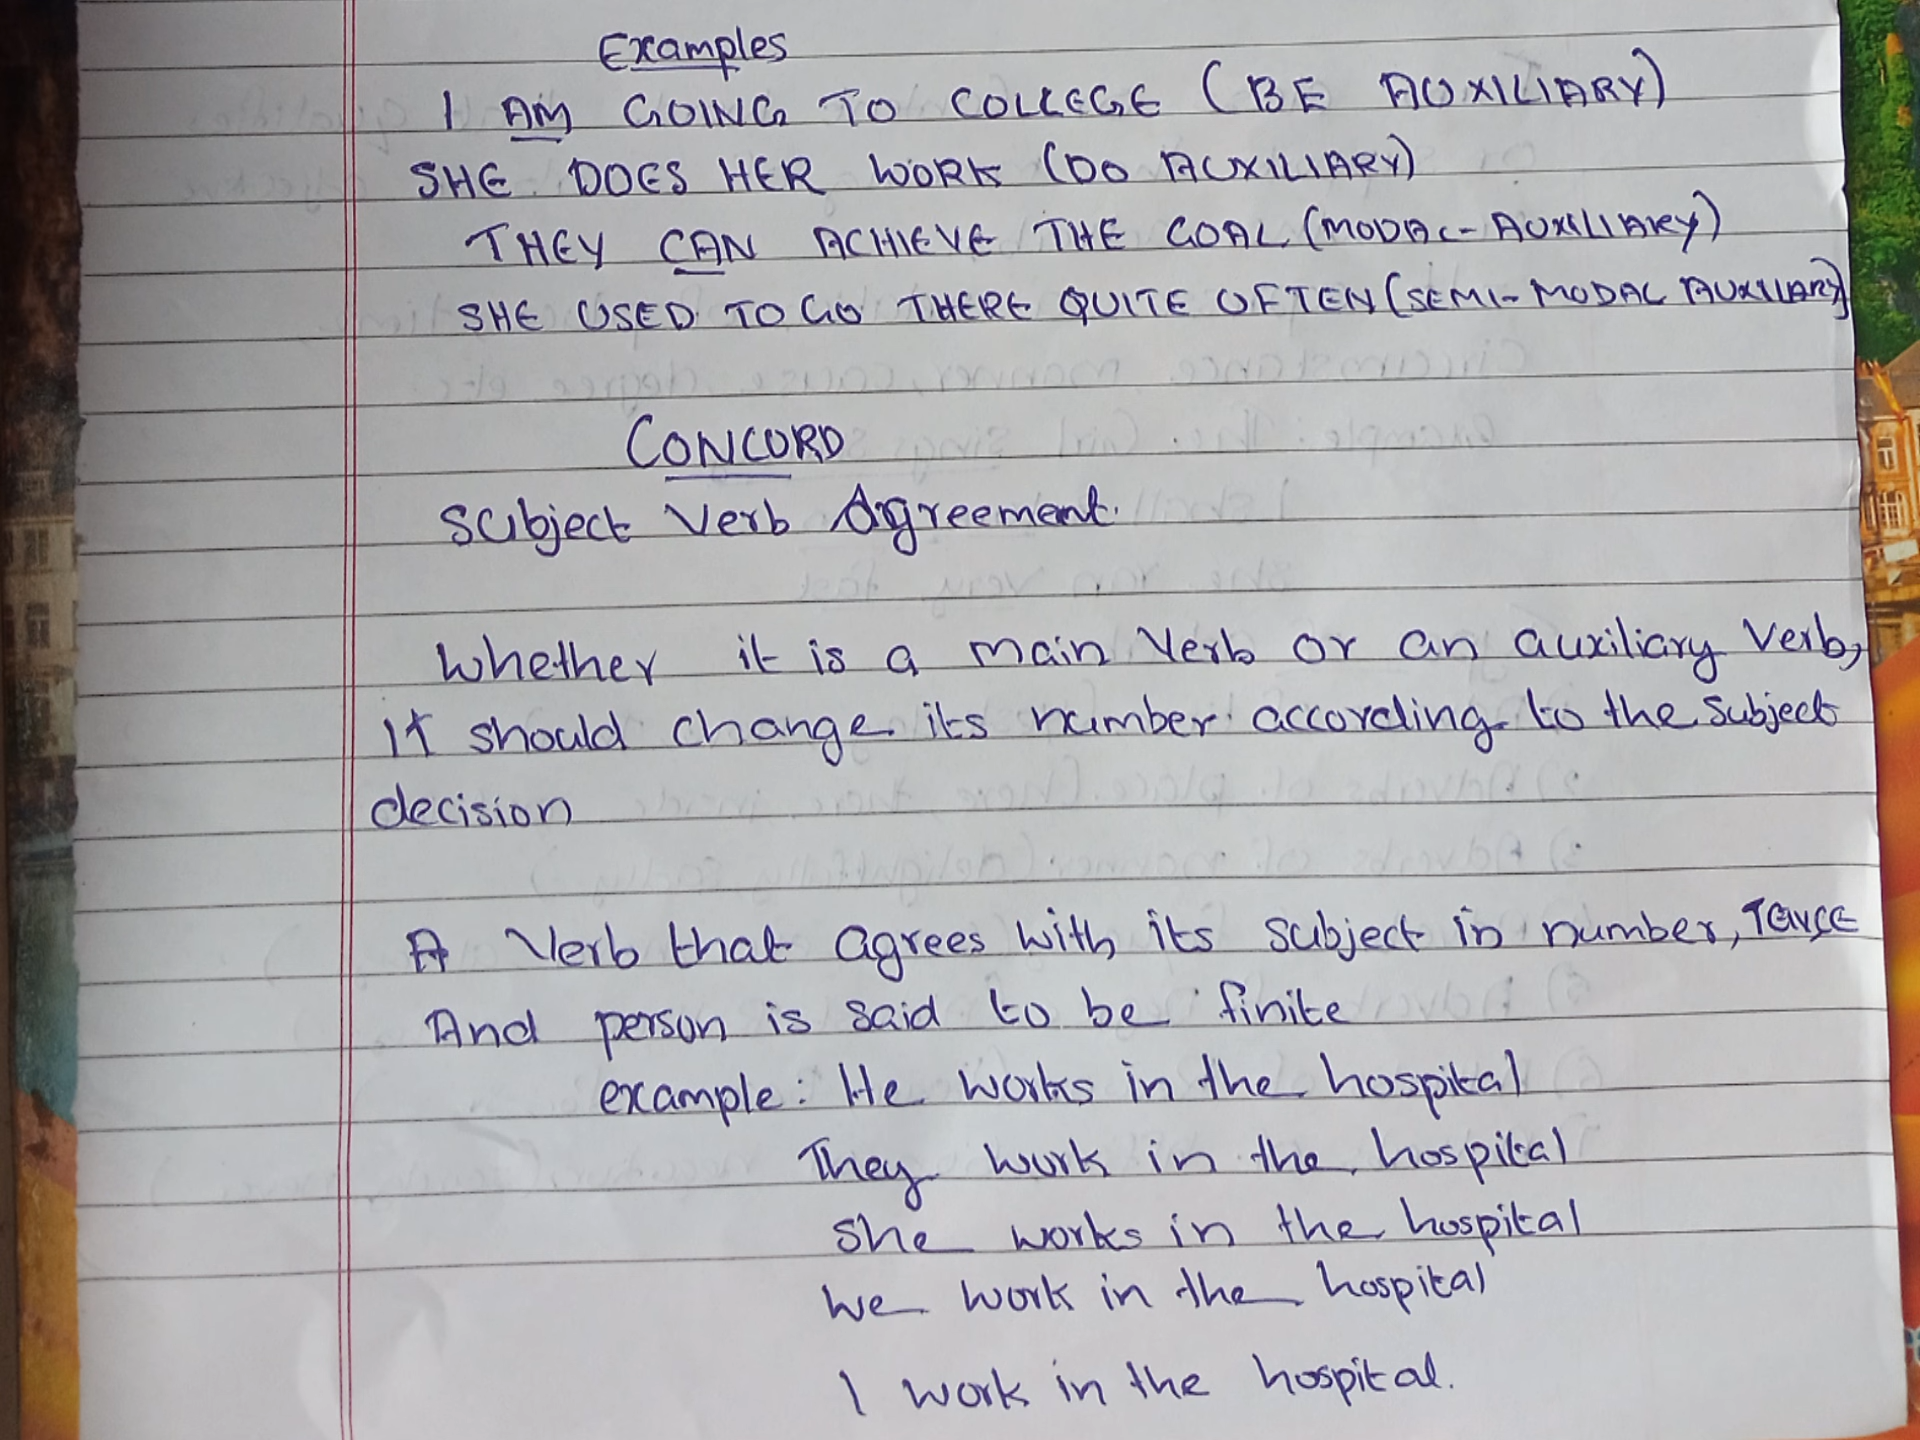 Examples
I AM GOING TO COLLEGE (BE AUXILIARY)
SHE DOES HER WORK (DO AUXILIARY)
THEY CAN ACHIEVE THE GOAL (MODAL-AUXILIARY)
SHE USED TO GO THERE QUITE OFTEN (SEMI-MODAL AUXILIARY)
CONCORD
Subject Verb Agreement.
Whether it is a main Verb or an auxiliary Verb,
It should change its number according to the subject
decision
A Verb that agrees with its subject in number, Tense
And person is said to be finite
example: He works in the hospital
They work in the hospital
She works in the hospital
We work in the hospital
I work in the hospital.